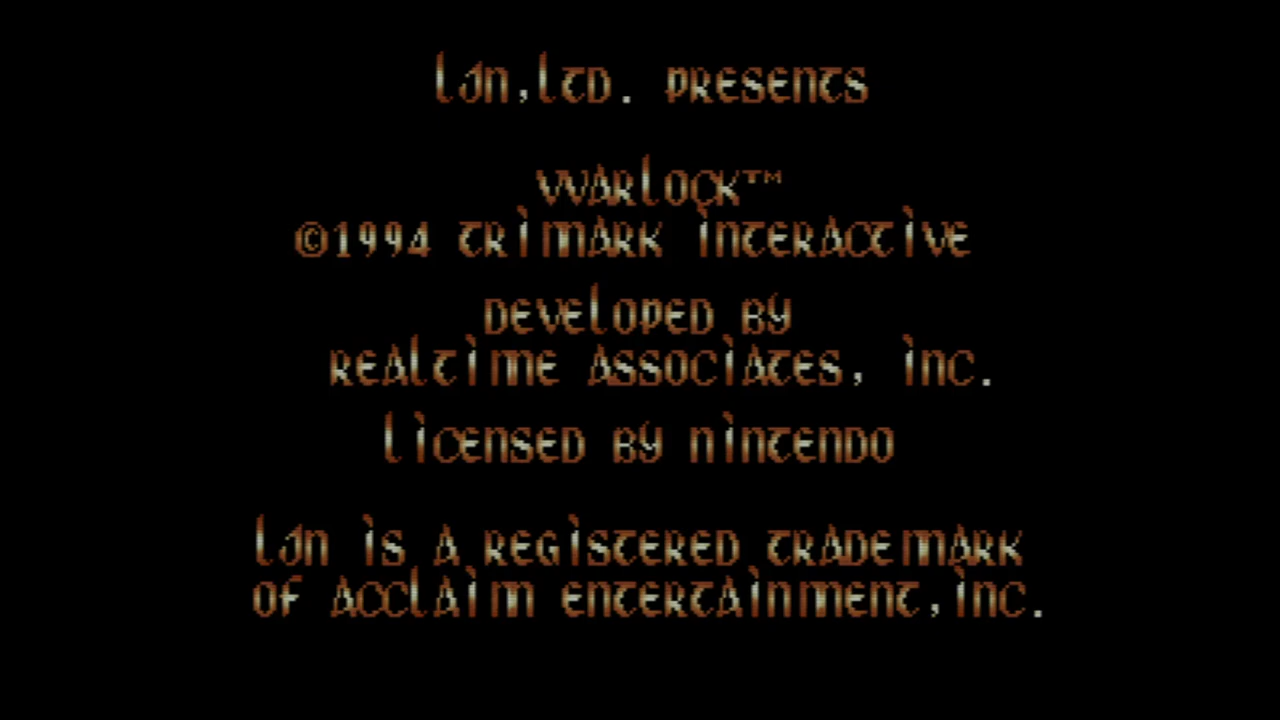 LJN,LTD. PRESENTS
WARLOCK™
©1994 TRIMARK INTERACTIVE
DEVELOPED BY
REALTIME ASSOCIATES, INC.
LICENSED BY NINTENDO
LJN IS A REGISTERED TRADEMARK
OF ACCLAIM ENTERTAINMENT,INC.